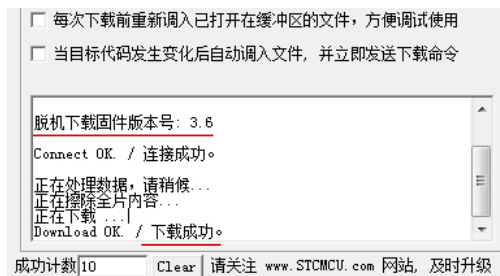 每次下载前重新调入已打开在缓冲区的文件，方便调试使用
当目标代码发生变化后自动调入文件，并立即发送下载命令
脱机下载固件版本号: 3.6
Connect OK. / 连接成功。
正在处理数据，请稍候...
正在擦除全片内容...
正在下载 ...
Download OK. / 下载成功。
成功计数 10 Clear 请关注 www.STCMCU.com 网站, 及时升级